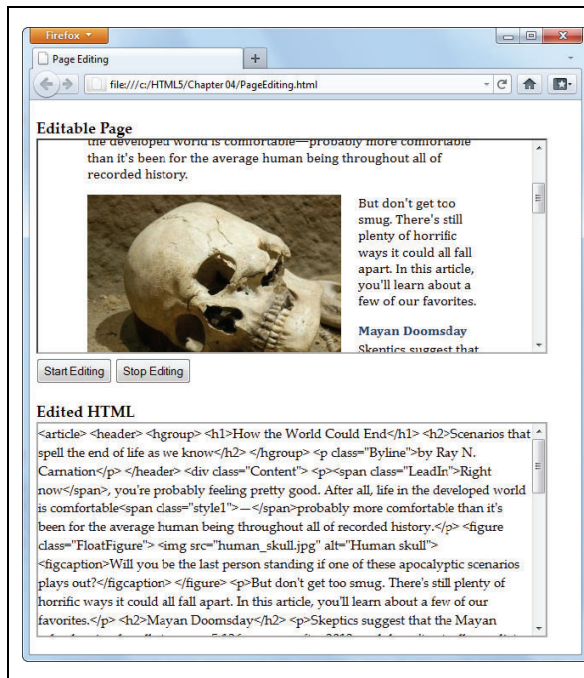 Firefox
Page Editing
file:///c:/HTML5/Chapter 04/PageEditing.html
Editable Page
the developed world is comfortable—probably more comfortable
than it's been for the average human being throughout all of
recorded history.
But don't get too
smug. There's still
plenty of horrific
ways it could all fall
apart. In this article,
you'll learn about a
few of our favorites.
Mayan Doomsday
Skeptics suggest that
Start Editing Stop Editing
Edited HTML
<article> <header> <hgroup> <h1>How the World Could End</h1> <h2>Scenarios that
spell the end of life as we know</h2> </hgroup> <p class="Byline">by Ray N.
Carnation</p> </header> <div class="Content"> <p><span class="LeadIn">Right
now</span>, you're probably feeling pretty good. After all, life in the developed world
is comfortable<span class="style1">—</span>probably more comfortable than it's
been for the average human being throughout all of recorded history.</p> <figure
class="FloatFigure"> <img src="human_skull.jpg" alt="Human skull">
<figcaption>Will you be the last person standing if one of these apocalyptic scenarios
plays out?</figcaption> </figure> <p>But don't get too smug. There's still plenty of
horrific ways it could all fall apart. In this article, you'll learn about a few of our
favorites.</p> <h2>Mayan Doomsday</h2> <p>Skeptics suggest that the Mayan